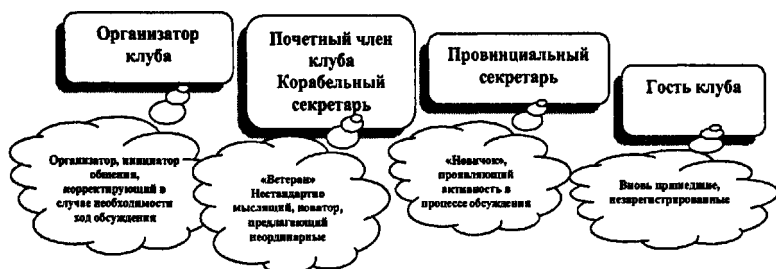 Организатор
клуба
Почетный член
клуба
Корабельный
секретарь
Провинциальный
секретарь
Гость клуба
Организатор, инициатор
общения,
корректирующий в
случае необходимости
ход обсуждения
«Ветеран»
Нестандартно
мыслящий, новатор,
предлагающий
неординарные
«Новичок»,
проявляющий
активность в
процессе обсуждения
Вновь пришедшие,
незарегистрированные